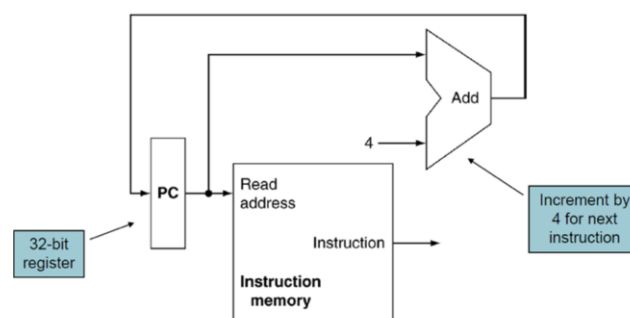 Add
4
PC
Read
address
Instruction
Instruction
memory
32-bit
register
Increment by
4 for next
instruction